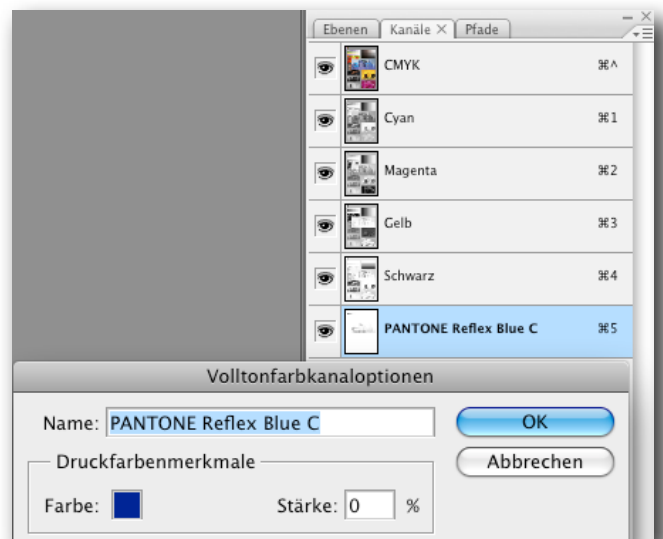 Ebenen Kanäle × Pfade
CMYK ⌘^
Cyan ⌘1
Magenta ⌘2
Gelb ⌘3
Schwarz ⌘4
PANTONE Reflex Blue C ⌘5
Volltonfarbkanaloptionen
Name: PANTONE Reflex Blue C OK
Druckfarbenmerkmale Abbrechen
Farbe: Stärke: 0 %